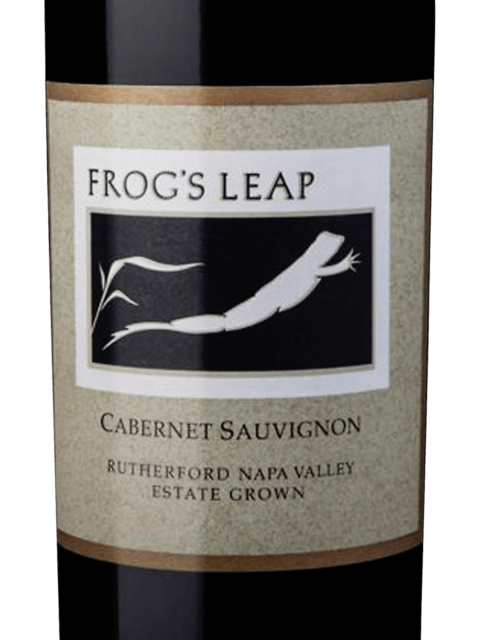 FROG'S LEAP
CABERNET SAUVIGNON
RUTHERFORD NAPA VALLEY
ESTATE GROWN